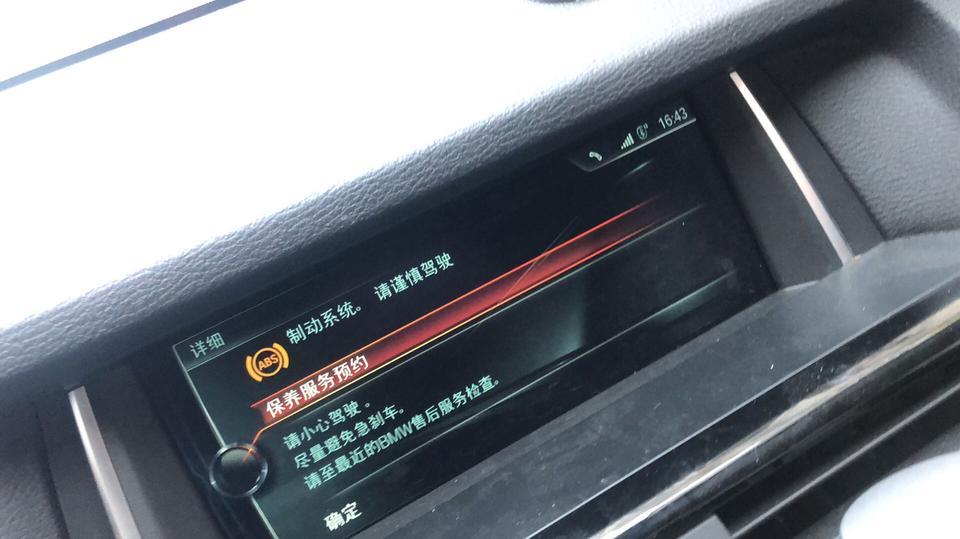 16:43
详细
ABS
制动系统。 请谨慎驾驶
保养服务预约
请小心驾驶。
尽量避免急刹车。
请至最近的BMW售后服务检查。
确定